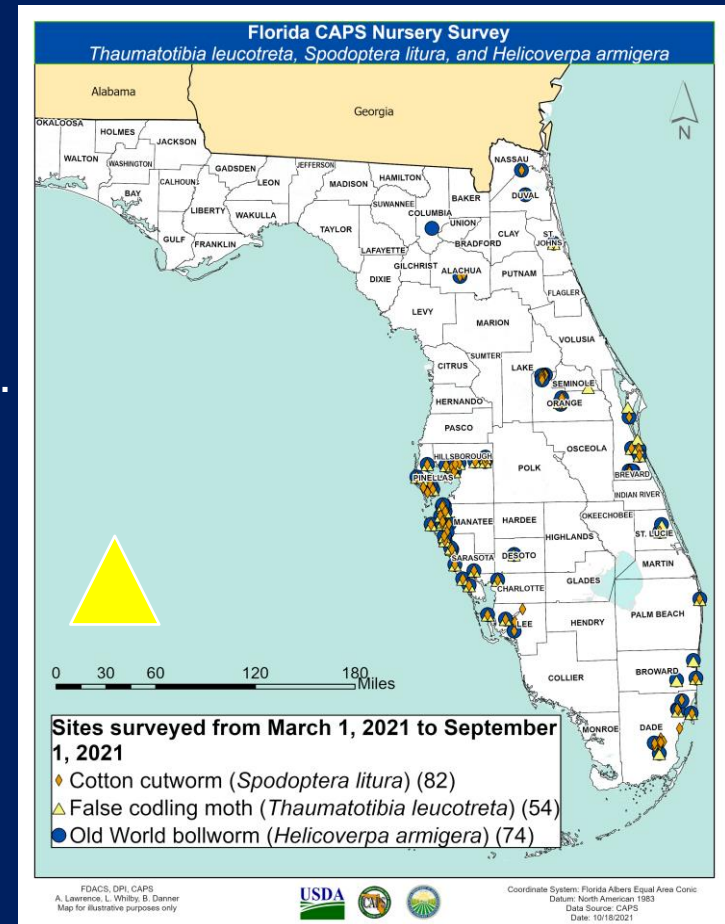 Florida CAPS Nursery Survey
Thaumatotibia leucotreta, Spodoptera litura, and Helicoverpa armigera
Alabama
Georgia
N
OKALOOSA
HOLMES
JACKSON
WALTON
WASHINGTON
BAY
CALHOUN
GADSDEN
LIBERTY
LEON
GULF
FRANKLIN
WAKULLA
JEFFERSON
MADISON
TAYLOR
HAMILTON
SUWANNEE
LAFAYETTE
DIXIE
COLUMBIA
BAKER
UNION
BRADFORD
GILCHRIST
ALACHUA
NASSAU
DUVAL
CLAY
ST. JOHNS
PUTNAM
FLAGLER
LEVY
MARION
VOLUSIA
CITRUS
SUMTER
LAKE
SEMINOLE
ORANGE
HERNANDO
PASCO
HILLSBOROUGH
PINELLAS
POLK
OSCEOLA
BREVARD
INDIAN RIVER
MANATEE
HARDEE
HIGHLANDS
OKEECHOBEE
ST. LUCIE
SARASOTA
DESOTO
MARTIN
CHARLOTTE
GLADES
LEE
HENDRY
PALM BEACH
COLLIER
BROWARD
MONROE
DADE
0 30 60 120 180
Miles
Sites surveyed from March 1, 2021 to September
1, 2021
Cotton cutworm (Spodoptera litura) (82)
False codling moth (Thaumatotibia leucotreta) (54)
Old World bollworm (Helicoverpa armigera) (74)
FDACS, DPI, CAPS
A. Lawrence, L. Whilby, B. Danner
Map for illustrative purposes only
USDA
CAPS
Coordinate System: Florida Albers Equal Area Conic
Datum: North American 1983
Data Source: CAPS
Date: 10/18/2021
.